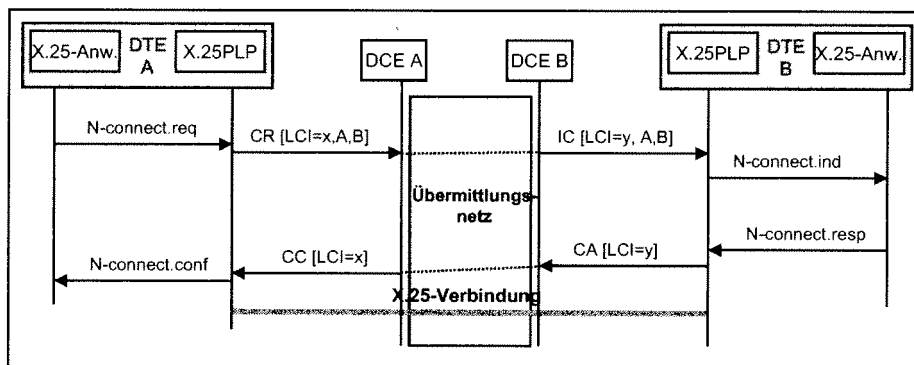 X.25-Anw.
DTE
A
X.25PLP
DCE A
DCE B
X.25PLP
DTE
B
X.25-Anw.
N-connect.req
CR [LCI=x,A,B]
IC [LCI=y, A,B]
N-connect.ind
Übermittlungs-
netz
N-connect.resp
CA [LCI=y]
CC [LCI=x]
N-connect.conf
X.25-Verbindung